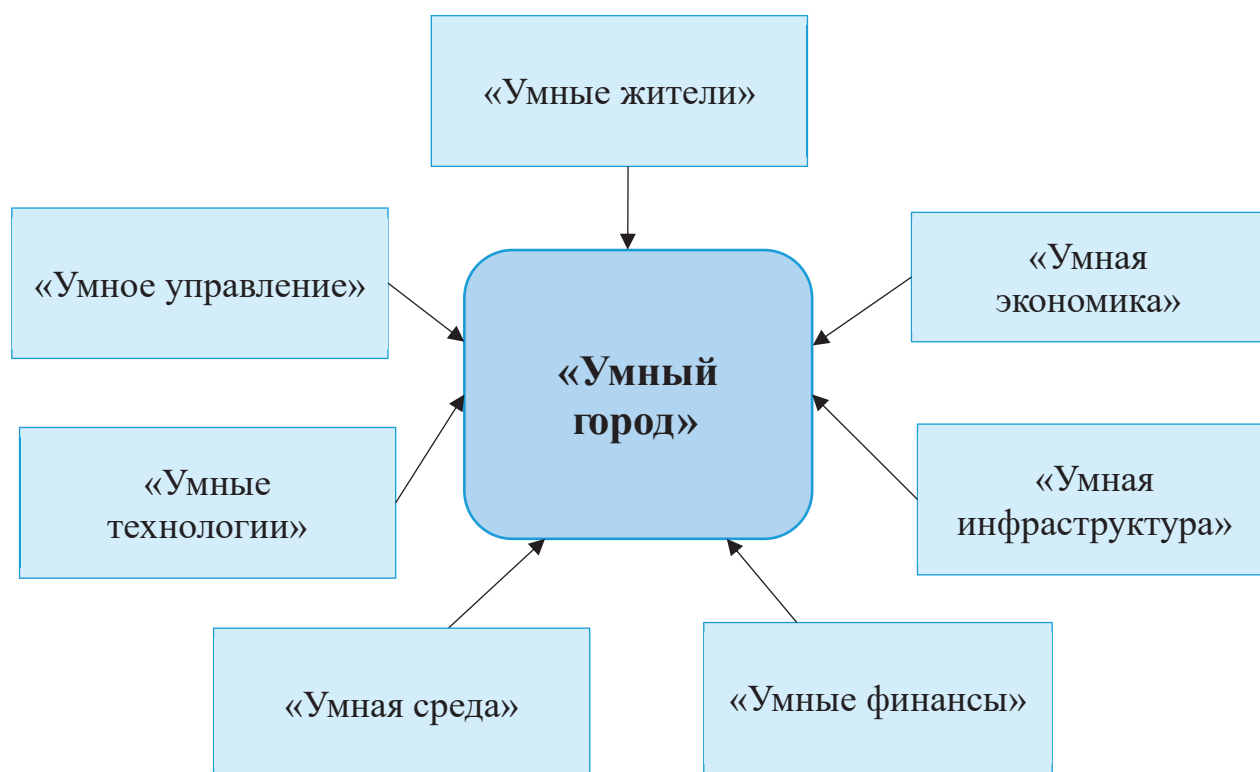 «Умные жители»
«Умное управление»
«Умная
экономика»
«Умный
город»
«Умные
технологии»
«Умная
инфраструктура»
«Умная среда»
«Умные финансы»